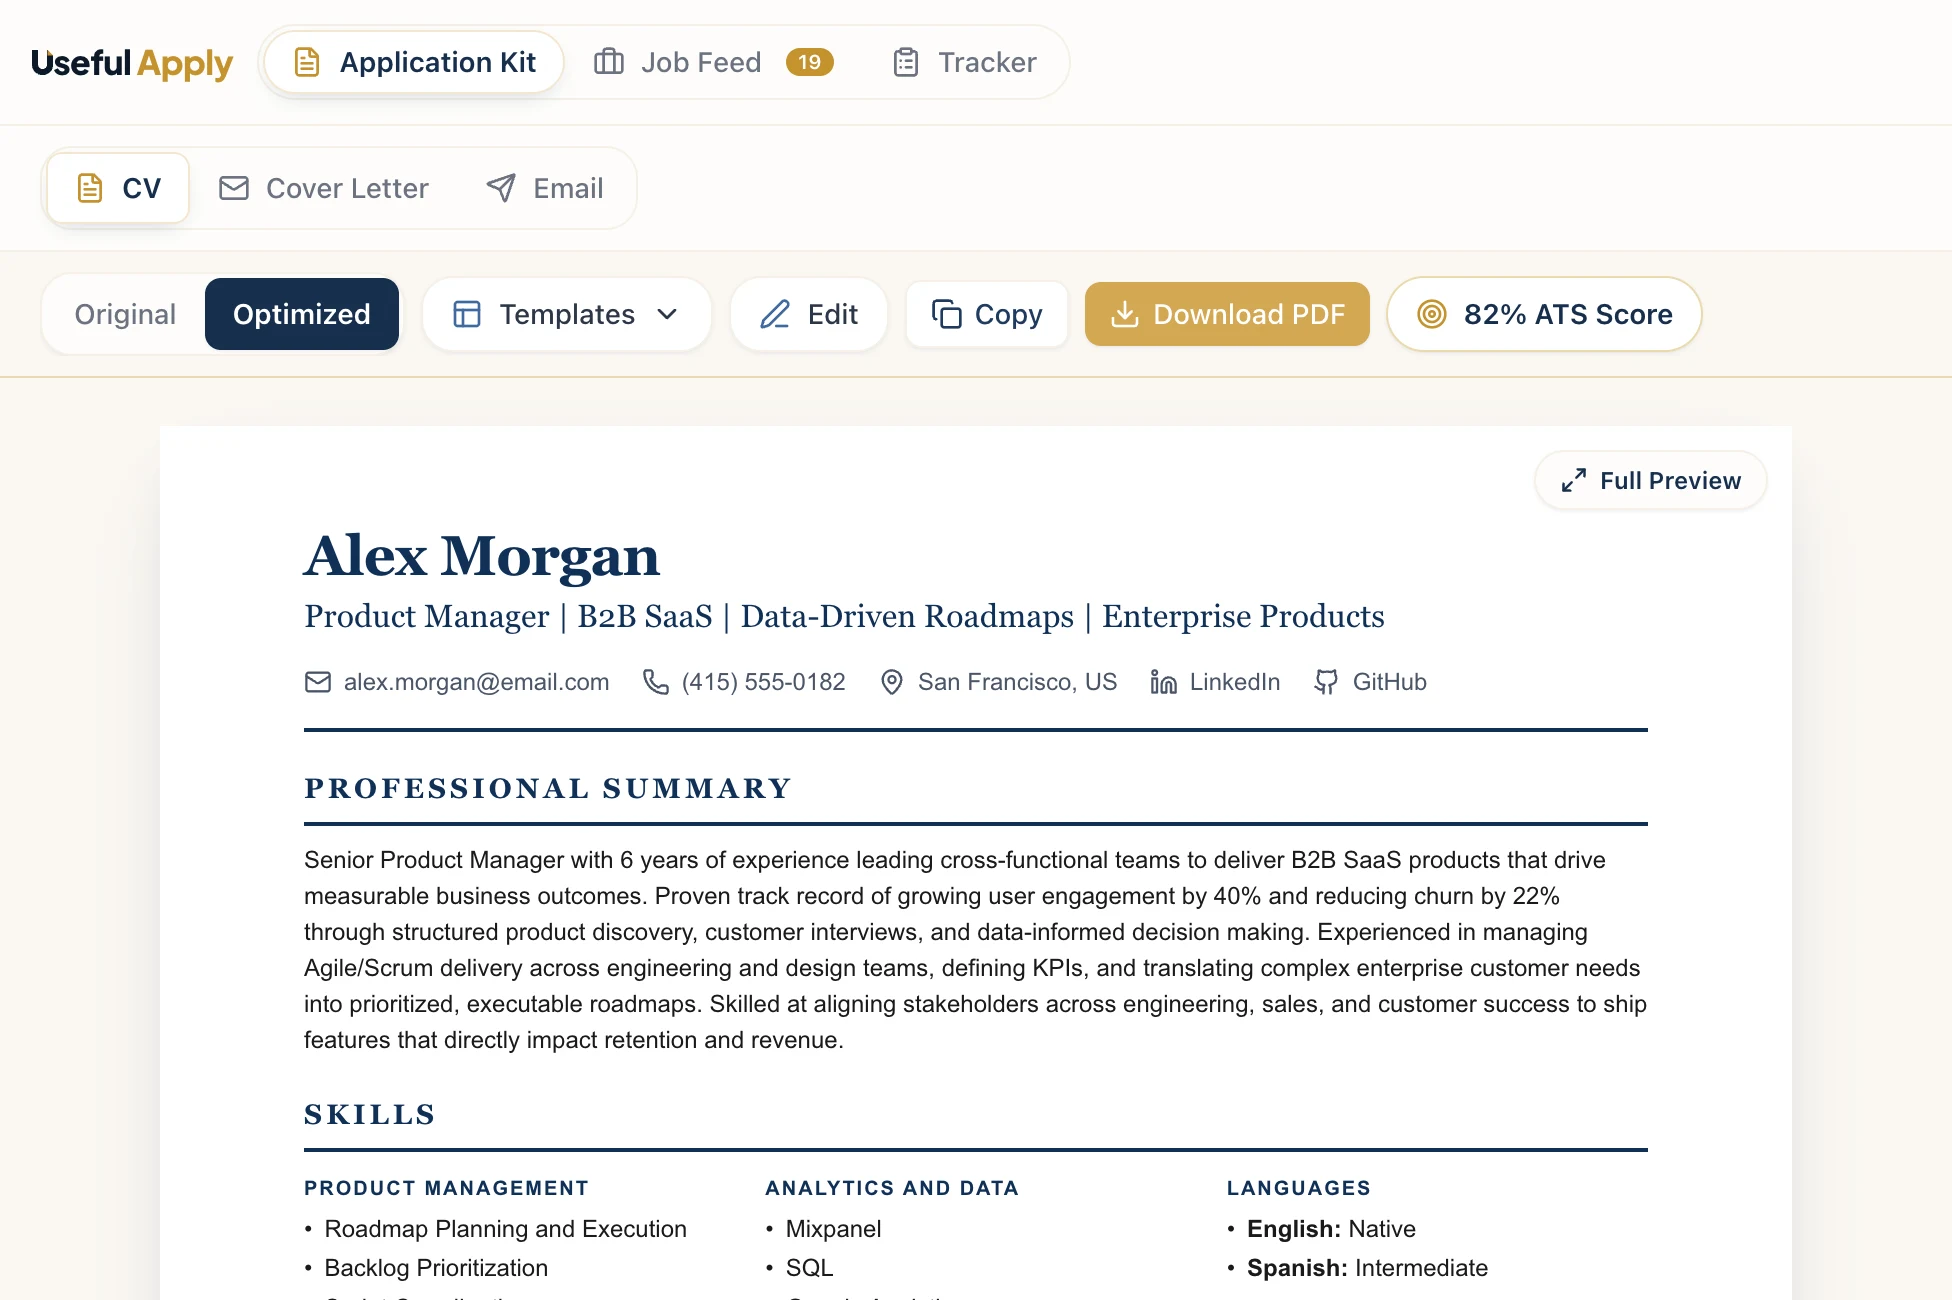 Useful Apply
Application Kit
Job Feed 19
Tracker
CV
Cover Letter
Email
Original
Optimized
Templates
Edit
Copy
Download PDF
82% ATS Score
Full Preview
Alex Morgan
Product Manager | B2B SaaS | Data-Driven Roadmaps | Enterprise Products
alex.morgan@email.com (415) 555-0182 San Francisco, US LinkedIn GitHub
PROFESSIONAL SUMMARY
Senior Product Manager with 6 years of experience leading cross-functional teams to deliver B2B SaaS products that drive
measurable business outcomes. Proven track record of growing user engagement by 40% and reducing churn by 22%
through structured product discovery, customer interviews, and data-informed decision making. Experienced in managing
Agile/Scrum delivery across engineering and design teams, defining KPIs, and translating complex enterprise customer needs
into prioritized, executable roadmaps. Skilled at aligning stakeholders across engineering, sales, and customer success to ship
features that directly impact retention and revenue.
SKILLS
PRODUCT MANAGEMENT
• Roadmap Planning and Execution
• Backlog Prioritization
ANALYTICS AND DATA
• Mixpanel
• SQL
LANGUAGES
• English: Native
• Spanish: Intermediate